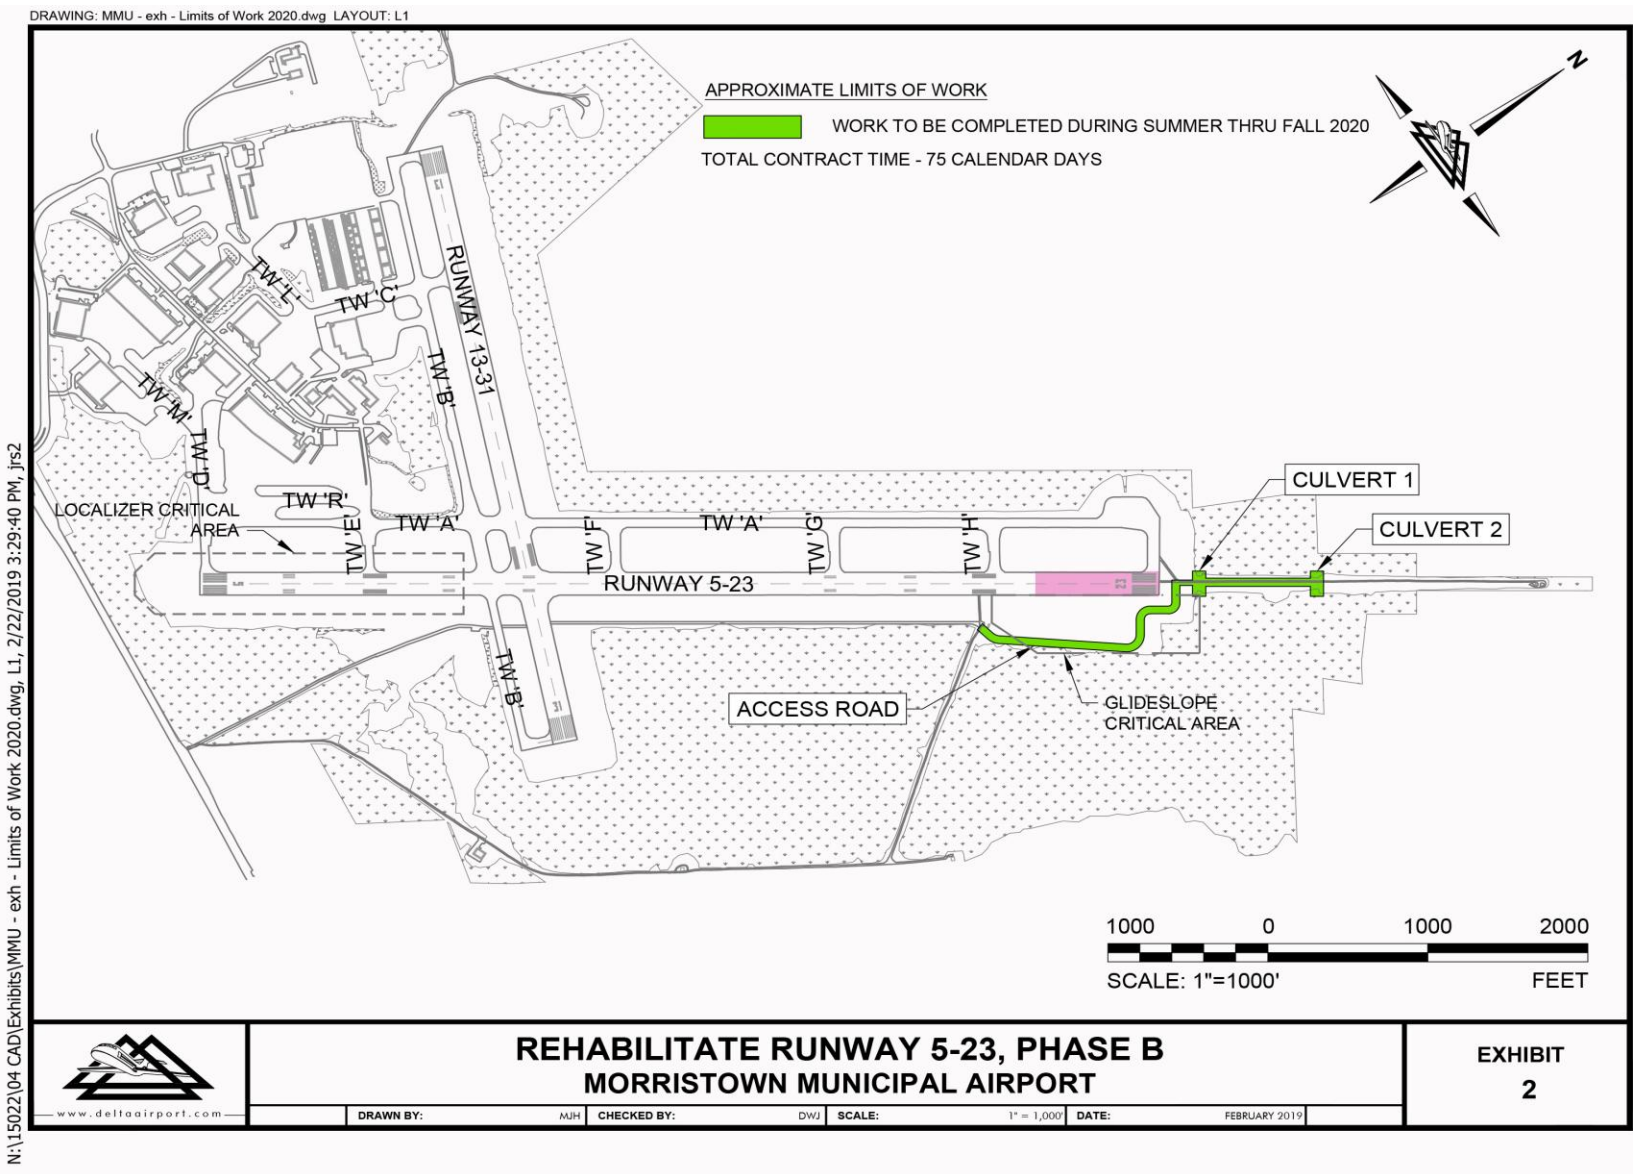 DRAWING: MMU - exh - Limits of Work 2020.dwg LAYOUT: L1
N:\15022\04 CAD\Exhibits\MMU - exh - Limits of Work 2020.dwg, L1, 2/22/2019 3:29:40 PM, jrs2
APPROXIMATE LIMITS OF WORK
WORK TO BE COMPLETED DURING SUMMER THRU FALL 2020
TOTAL CONTRACT TIME - 75 CALENDAR DAYS
N
13
RUNWAY 13-31
TW 'L'
TW 'C'
TW 'B'
TW 'M'
TW 'D'
LOCALIZER CRITICAL
AREA
TW 'R'
TW 'E'
TW 'A'
TW 'F'
TW 'A'
TW 'G'
TW 'H'
CULVERT 1
CULVERT 2
5
RUNWAY 5-23
23
TW 'B'
31
ACCESS ROAD
GLIDESLOPE
CRITICAL AREA
1000 0 1000 2000
SCALE: 1"=1000' FEET
www.deltaairport.com
REHABILITATE RUNWAY 5-23, PHASE B
MORRISTOWN MUNICIPAL AIRPORT
DRAWN BY: MJH CHECKED BY: DWJ SCALE: 1" = 1,000' DATE: FEBRUARY 2019
EXHIBIT
2